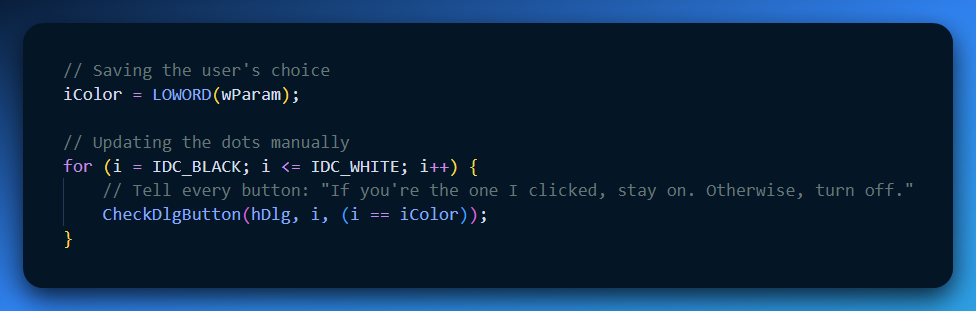 // Saving the user's choice
iColor = LOWORD(wParam);
// Updating the dots manually
for (i = IDC_BLACK; i <= IDC_WHITE; i++) {
// Tell every button: "If you're the one I clicked, stay on. Otherwise, turn off."
CheckDlgButton(hDlg, i, (i == iColor));
}